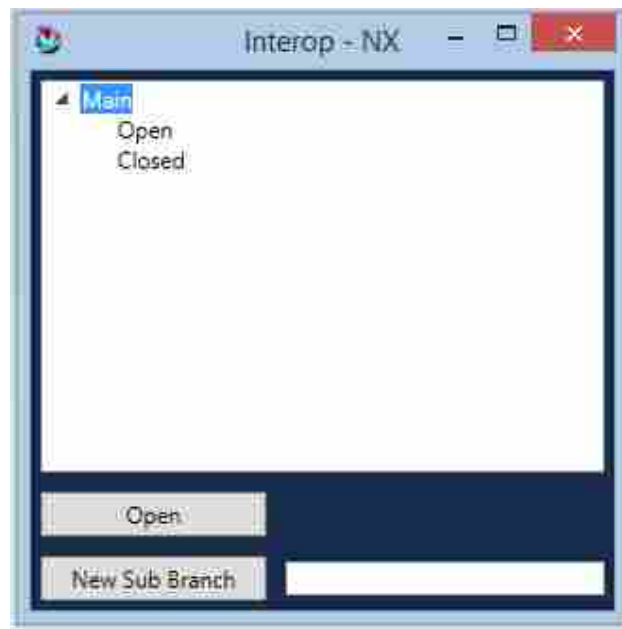 Interop - NX
Main
Open
Closed
Open
New Sub Branch